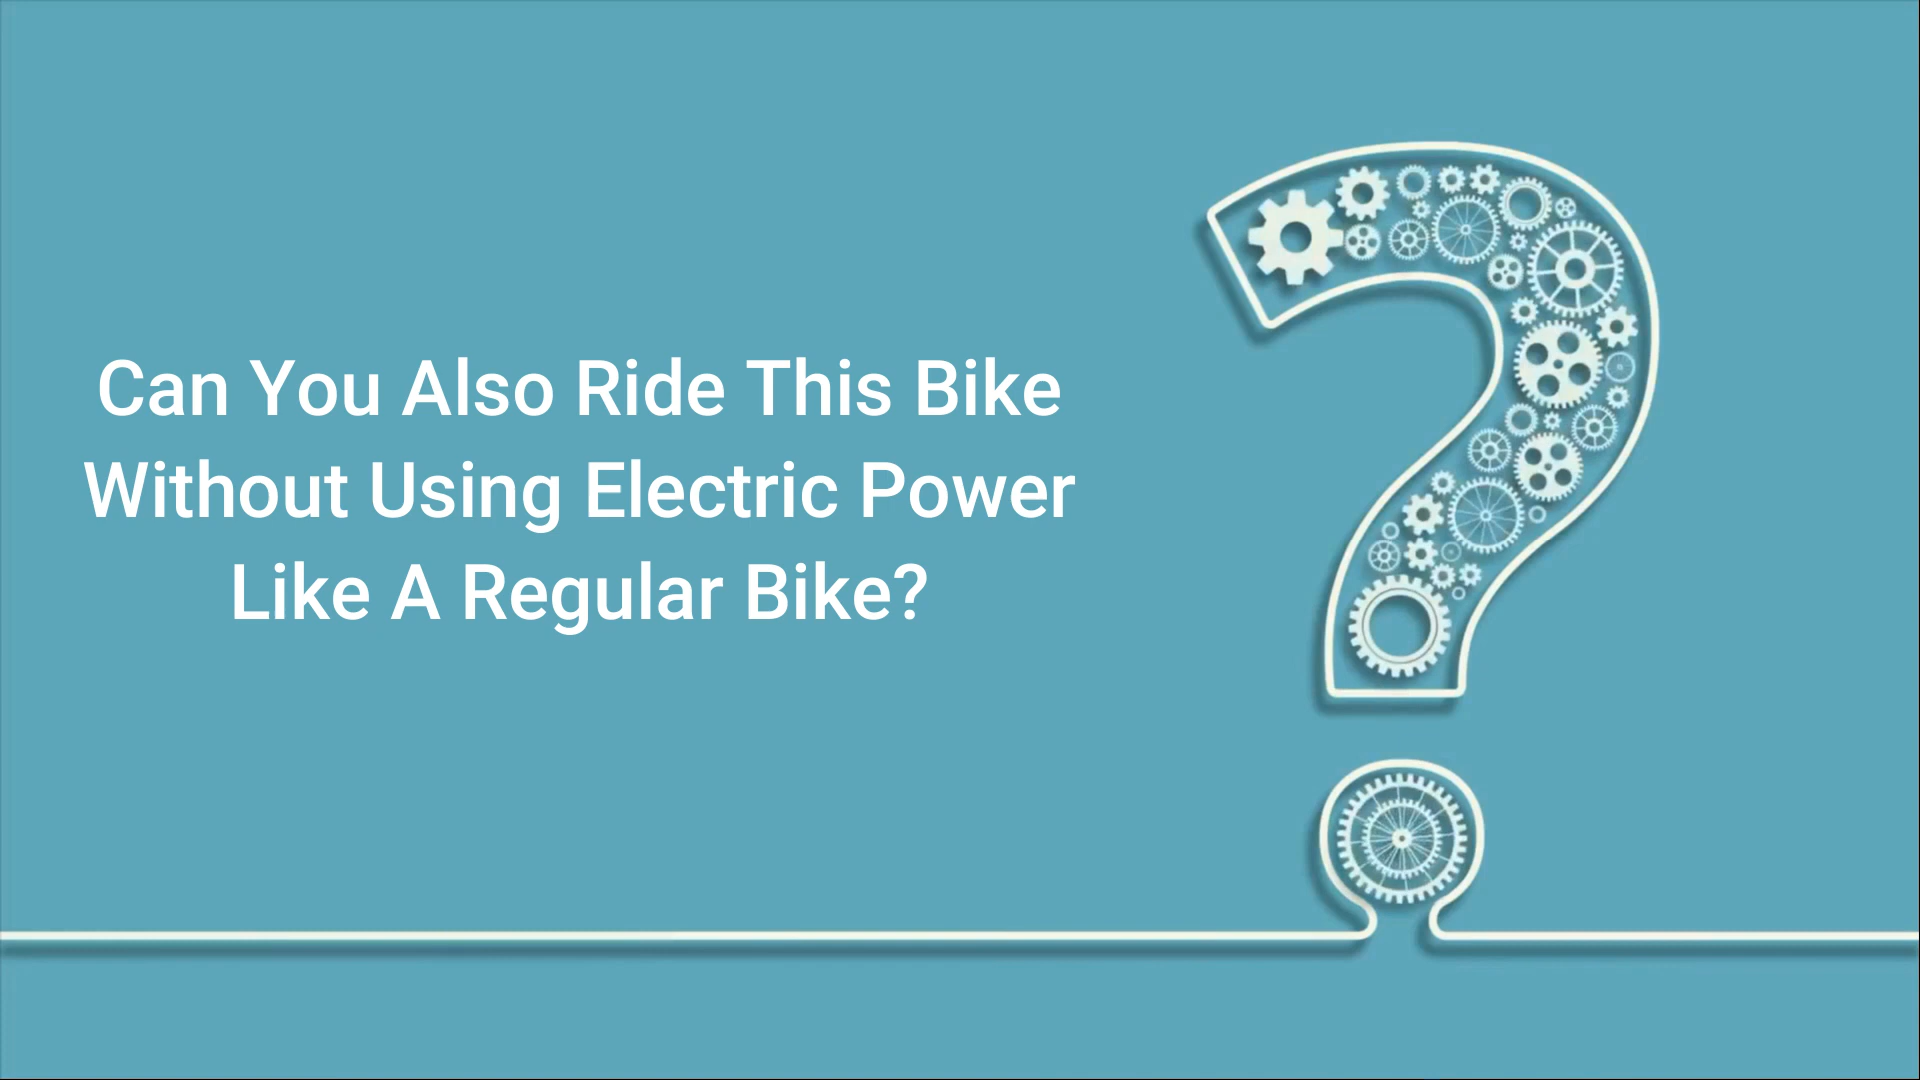 Can You Also Ride This Bike
Without Using Electric Power
Like A Regular Bike?